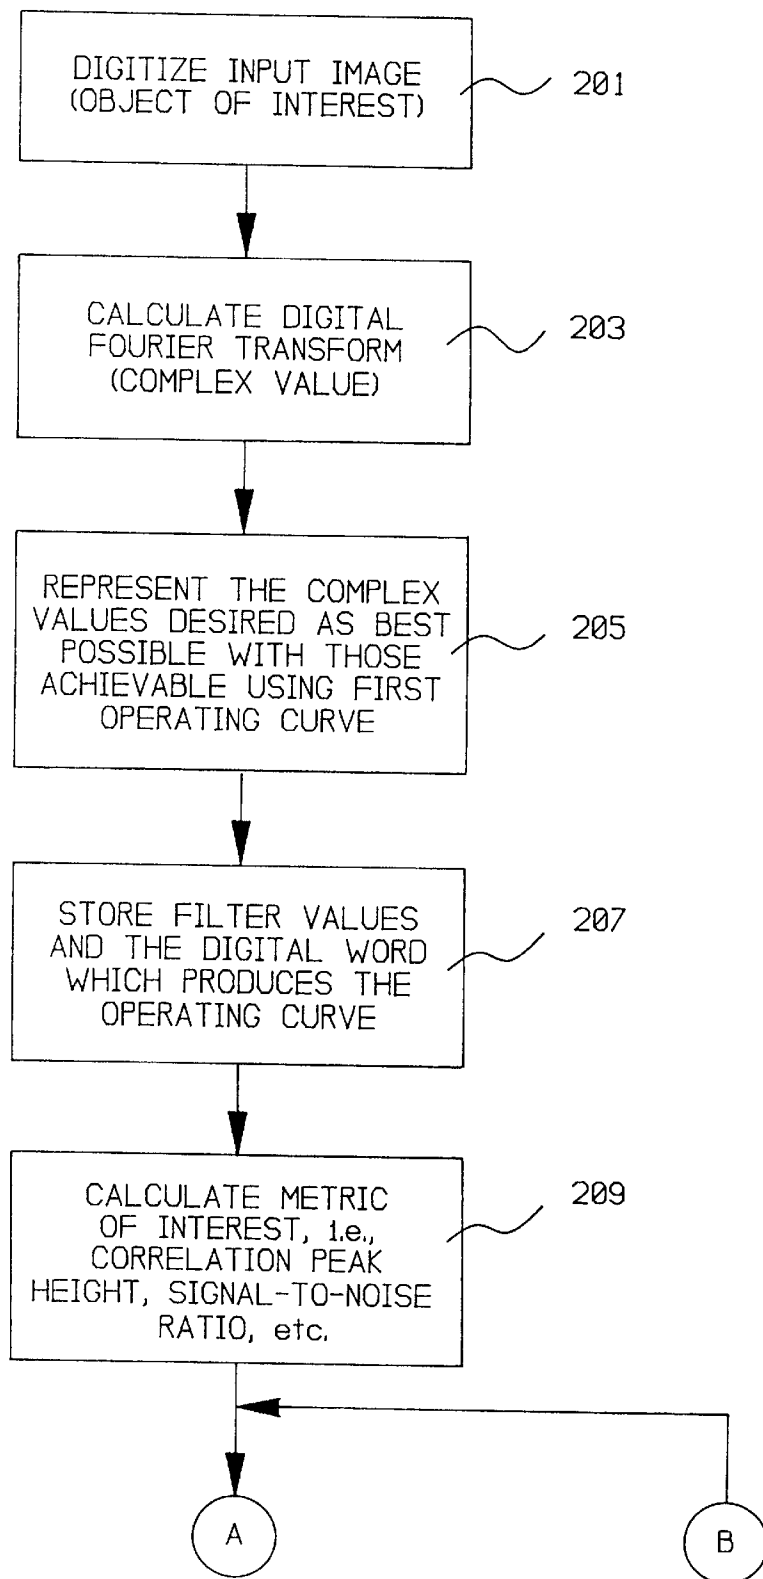 DIGITIZE INPUT IMAGE
(OBJECT OF INTEREST)
201
CALCULATE DIGITAL
FOURIER TRANSFORM
(COMPLEX VALUE)
203
REPRESENT THE COMPLEX
VALUES DESIRED AS BEST
POSSIBLE WITH THOSE
ACHIEVABLE USING FIRST
OPERATING CURVE
205
STORE FILTER VALUES
AND THE DIGITAL WORD
WHICH PRODUCES THE
OPERATING CURVE
207
CALCULATE METRIC
OF INTEREST, i.e.,
CORRELATION PEAK
HEIGHT, SIGNAL-TO-NOISE
RATIO, etc.
209
A
B